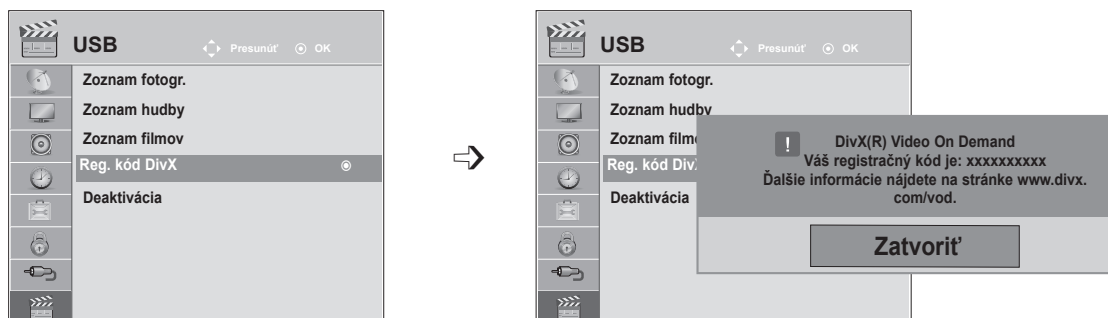 USB Presunúť OK
Zoznam fotogr.
Zoznam hudby
Zoznam filmov
Reg. kód DivX
Deaktivácia
USB Presunúť OK
Zoznam fotogr.
Zoznam hudby
Zoznam film
Reg. kód Div
Deaktivácia
! DivX(R) Video On Demand
Váš registračný kód je: xxxxxxxxxx
Ďalšie informácie nájdete na stránke www.divx.
com/vod.
Zatvoriť